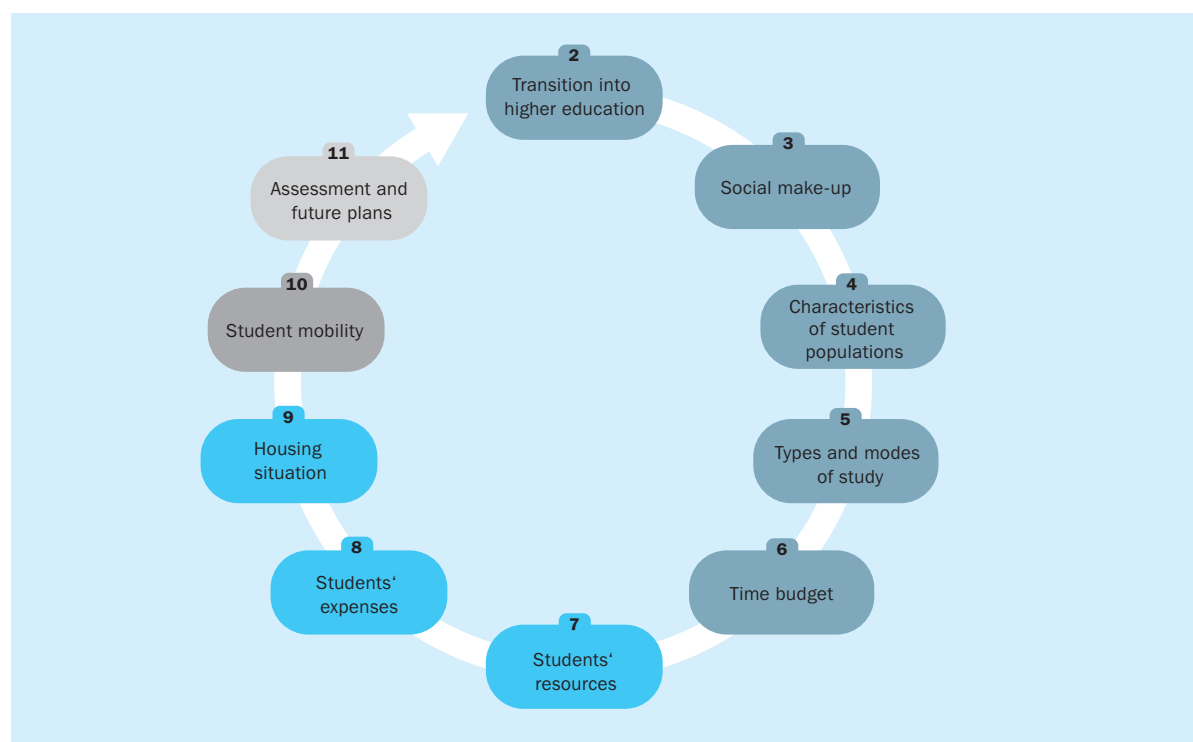 2
Transition into
higher education
3
Social make-up
4
Characteristics
of student
populations
5
Types and modes
of study
6
Time budget
7
Students‘
resources
8
Students‘
expenses
9
Housing
situation
10
Student mobility
11
Assessment and
future plans